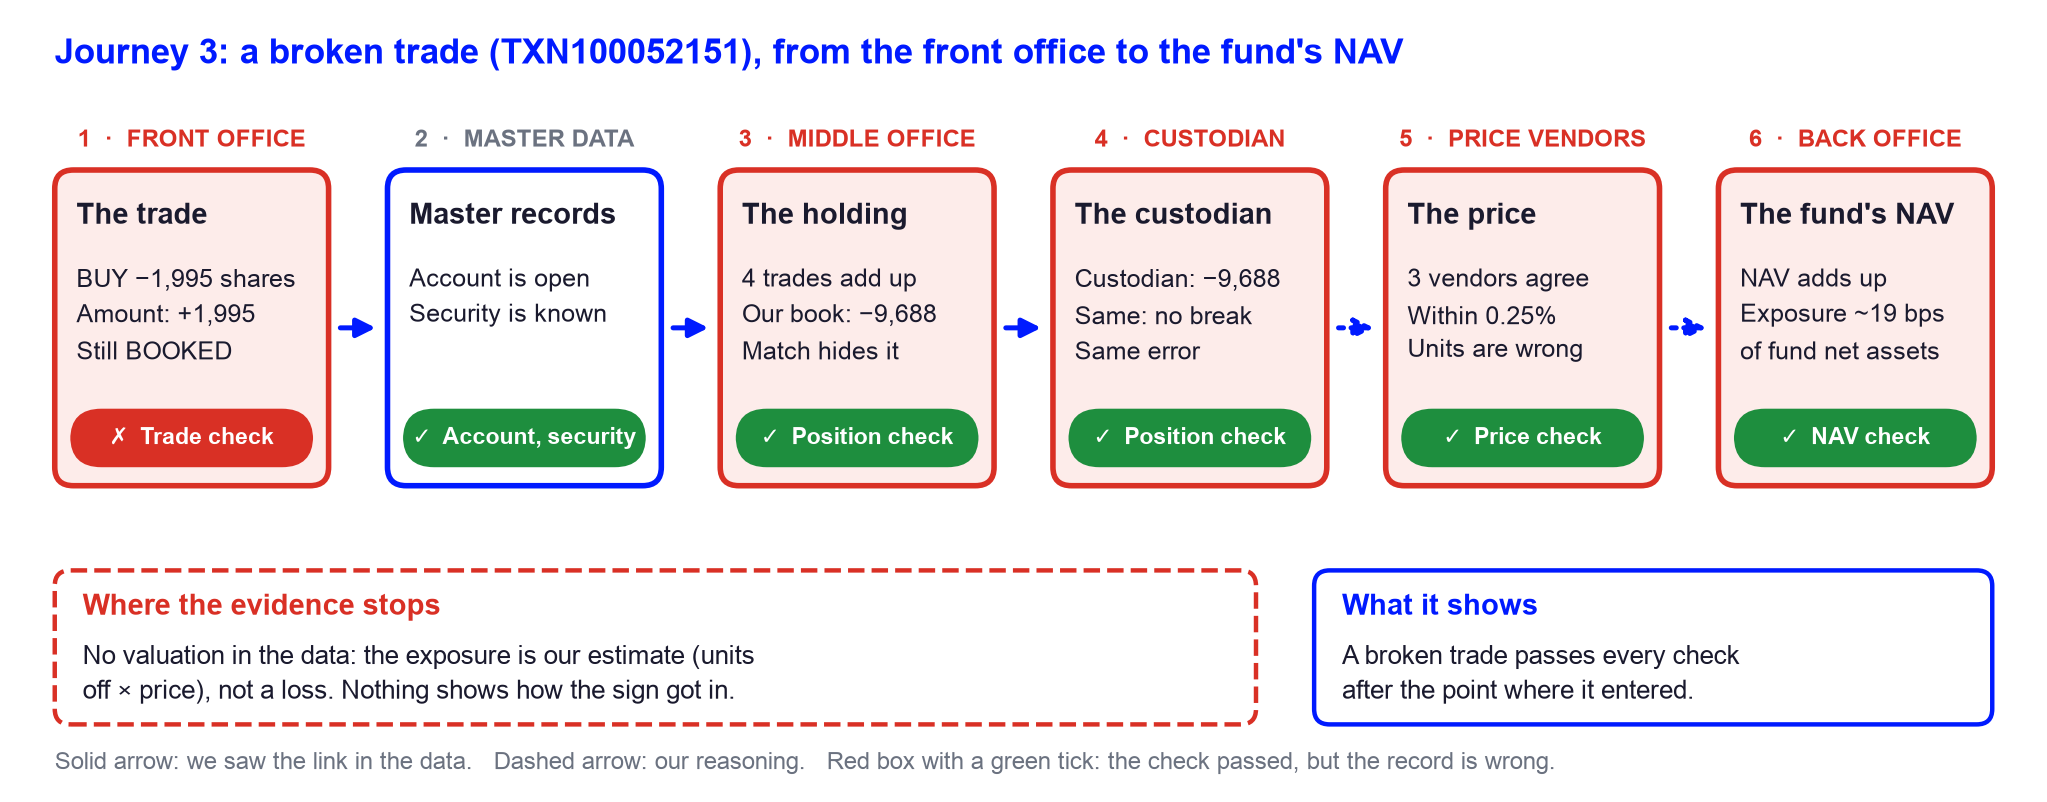 Journey 3: a broken trade (TXN100052151), from the front office to the fund's NAV
1 · FRONT OFFICE
The trade
BUY −1,995 shares
Amount: +1,995
Still BOOKED
✗ Trade check
2 · MASTER DATA
Master records
Account is open
Security is known
✓ Account, security
3 · MIDDLE OFFICE
The holding
4 trades add up
Our book: −9,688
Match hides it
✓ Position check
4 · CUSTODIAN
The custodian
Custodian: −9,688
Same: no break
Same error
✓ Position check
5 · PRICE VENDORS
The price
3 vendors agree
Within 0.25%
Units are wrong
✓ Price check
6 · BACK OFFICE
The fund's NAV
NAV adds up
Exposure ~19 bps
of fund net assets
✓ NAV check
Where the evidence stops
No valuation in the data: the exposure is our estimate (units
off × price), not a loss. Nothing shows how the sign got in.
What it shows
A broken trade passes every check
after the point where it entered.
Solid arrow: we saw the link in the data. Dashed arrow: our reasoning. Red box with a green tick: the check passed, but the record is wrong.